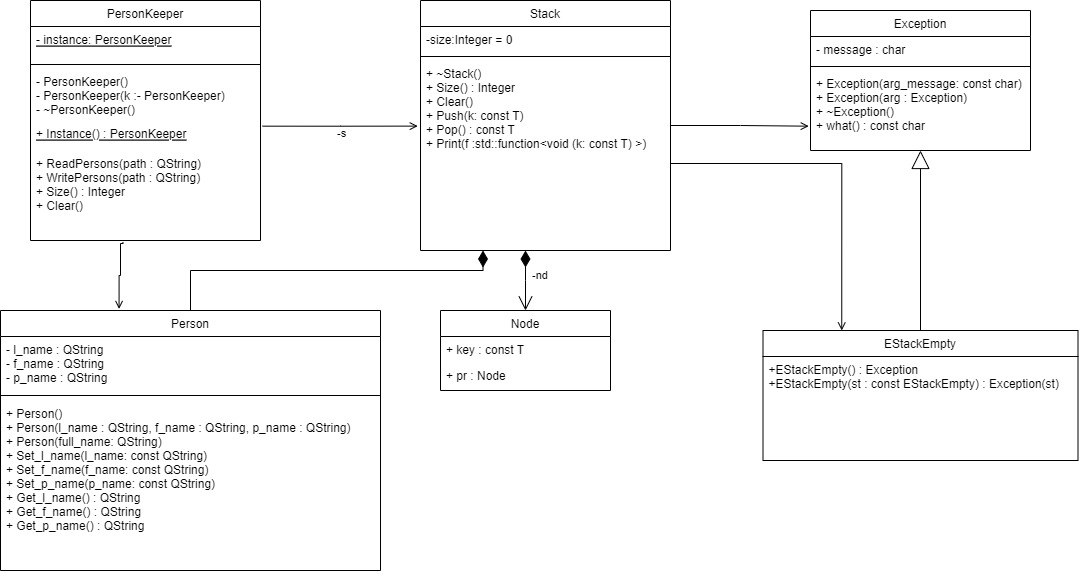 PersonKeeper
- instance: PersonKeeper
- PersonKeeper()
- PersonKeeper(k :- PersonKeeper)
- ~PersonKeeper()
+ Instance() : PersonKeeper
+ ReadPersons(path : QString)
+ WritePersons(path : QString)
+ Size() : Integer
+ Clear()
-s
Stack
-size:Integer = 0
+ ~Stack()
+ Size() : Integer
+ Clear()
+ Push(k: const T)
+ Pop() : const T
+ Print(f :std::function<void (k: const T) >)
Exception
- message : char
+ Exception(arg_message: const char)
+ Exception(arg : Exception)
+ ~Exception()
+ what() : const char
-nd
Person
- l_name : QString
- f_name : QString
- p_name : QString
+ Person()
+ Person(l_name : QString, f_name : QString, p_name : QString)
+ Person(full_name: QString)
+ Set_l_name(l_name: const QString)
+ Set_f_name(f_name: const QString)
+ Set_p_name(p_name: const QString)
+ Get_l_name() : QString
+ Get_f_name() : QString
+ Get_p_name() : QString
Node
+ key : const T
+ pr : Node
EStackEmpty
+EStackEmpty() : Exception
+EStackEmpty(st : const EStackEmpty) : Exception(st)